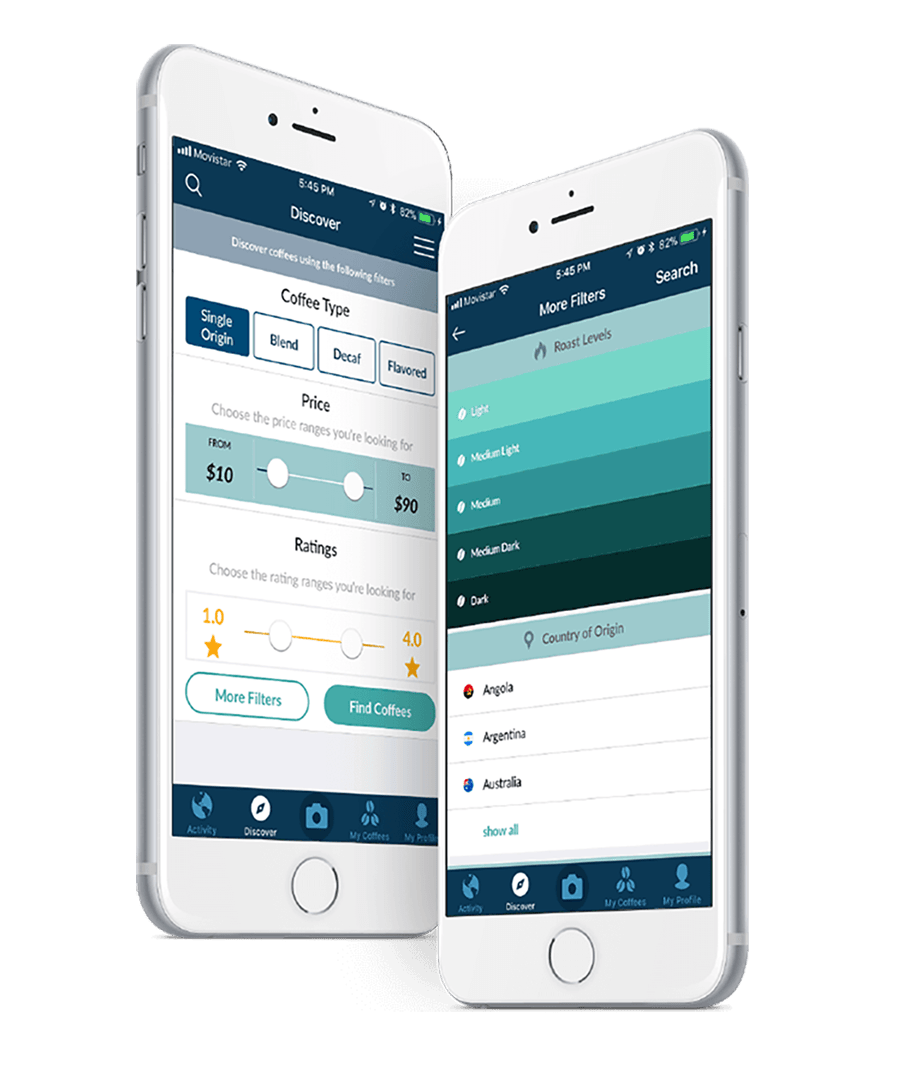 Movistar
5:45 PM
82%
Discover
Discover coffees using the following filters
Coffee Type
Single
Origin
Blend
Decaf
Flavored
Price
Choose the price ranges you're looking for
FROM
$10
TO
$90
Ratings
Choose the rating ranges you're looking for
1.0
4.0
More Filters
Find Coffees
Activity
Discover
My Coffees
My Profile
Movistar
5:45 PM
82%
More Filters
Search
Roast Levels
Light
Medium Light
Medium
Medium Dark
Dark
Country of Origin
Angola
Argentina
Australia
show all
Activity
Discover
My Coffees
My Profile